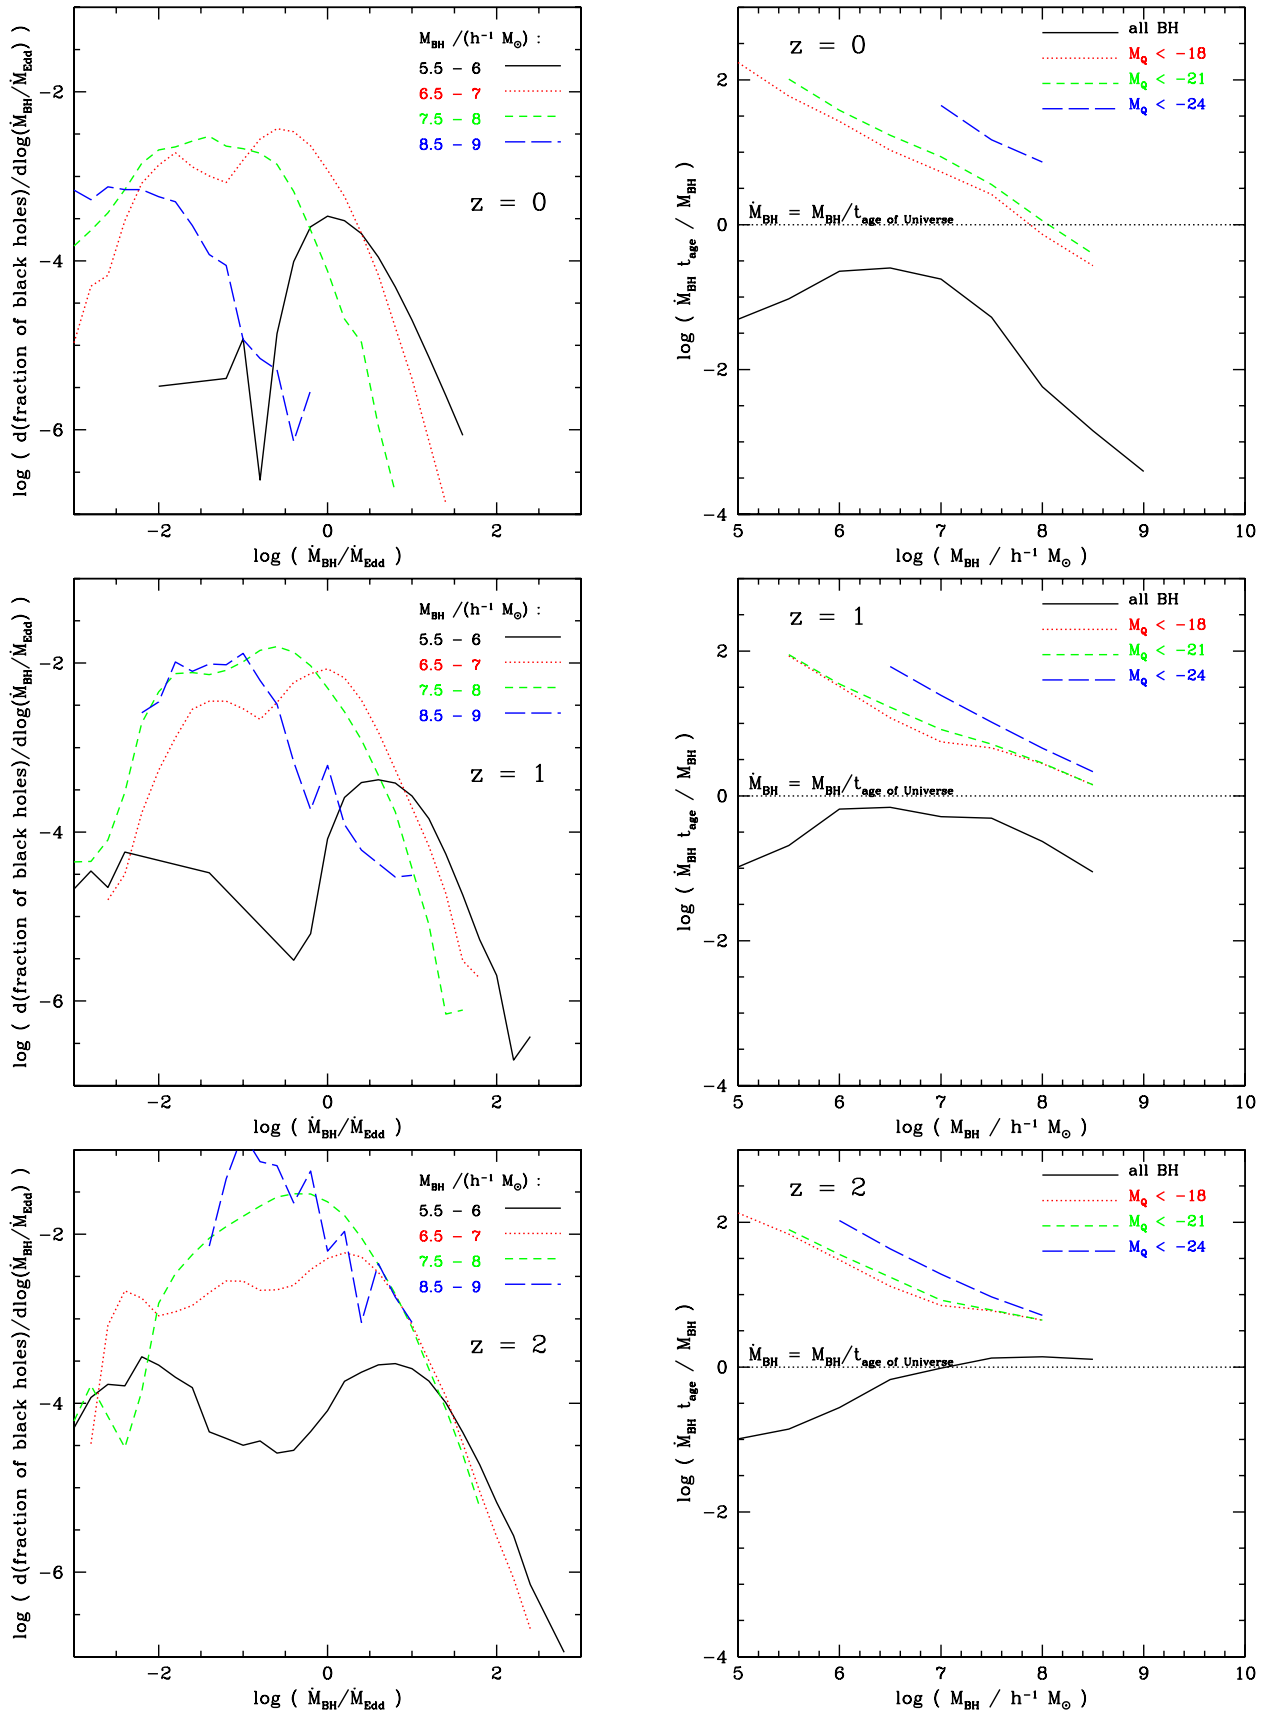 log ( d(fraction of black holes)/dlog(Ṁ_BH/Ṁ_Edd) )
-2
-4
-6
M_BH /(h⁻¹ M_⊙) :
5.5 - 6
6.5 - 7
7.5 - 8
8.5 - 9
z = 0
-2 0 2
log ( Ṁ_BH/Ṁ_Edd )
log ( Ṁ_BH t_age / M_BH )
2
0
-2
-4
z = 0
all BH
M_Q < -18
M_Q < -21
M_Q < -24
Ṁ_BH = M_BH/t_age of Universe
5 6 7 8 9 10
log ( M_BH / h⁻¹ M_⊙ )
log ( d(fraction of black holes)/dlog(Ṁ_BH/Ṁ_Edd) )
-2
-4
-6
M_BH /(h⁻¹ M_⊙) :
5.5 - 6
6.5 - 7
7.5 - 8
8.5 - 9
z = 1
-2 0 2
log ( Ṁ_BH/Ṁ_Edd )
log ( Ṁ_BH t_age / M_BH )
2
0
-2
-4
z = 1
all BH
M_Q < -18
M_Q < -21
M_Q < -24
Ṁ_BH = M_BH/t_age of Universe
5 6 7 8 9 10
log ( M_BH / h⁻¹ M_⊙ )
log ( d(fraction of black holes)/dlog(Ṁ_BH/Ṁ_Edd) )
-2
-4
-6
M_BH /(h⁻¹ M_⊙) :
5.5 - 6
6.5 - 7
7.5 - 8
8.5 - 9
z = 2
-2 0 2
log ( Ṁ_BH/Ṁ_Edd )
log ( Ṁ_BH t_age / M_BH )
2
0
-2
-4
z = 2
all BH
M_Q < -18
M_Q < -21
M_Q < -24
Ṁ_BH = M_BH/t_age of Universe
5 6 7 8 9 10
log ( M_BH / h⁻¹ M_⊙ )